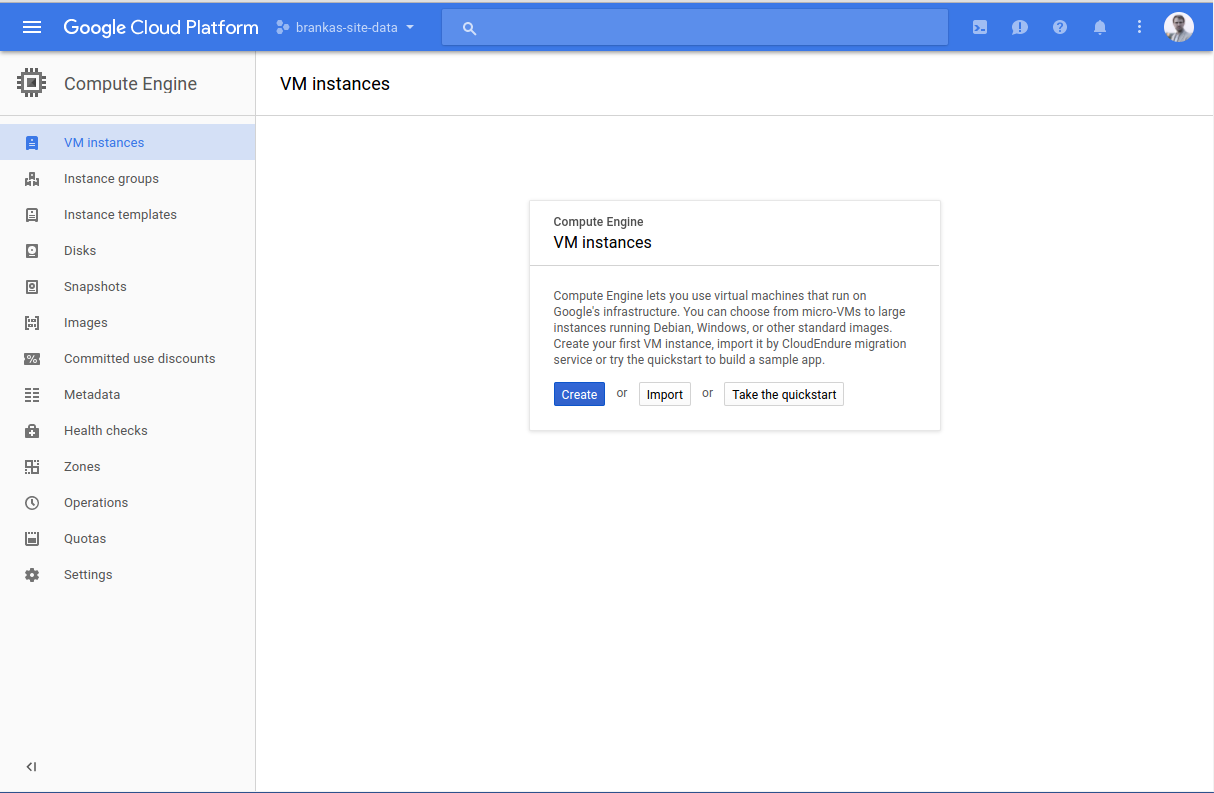 Google Cloud Platform
brankas-site-data
Compute Engine
VM instances
VM instances
Instance groups
Instance templates
Disks
Snapshots
Images
Committed use discounts
Metadata
Health checks
Zones
Operations
Quotas
Settings
Compute Engine
VM instances
Compute Engine lets you use virtual machines that run on
Google's infrastructure. You can choose from micro-VMs to large
instances running Debian, Windows, or other standard images.
Create your first VM instance, import it by CloudEndure migration
service or try the quickstart to build a sample app.
Create or Import or Take the quickstart